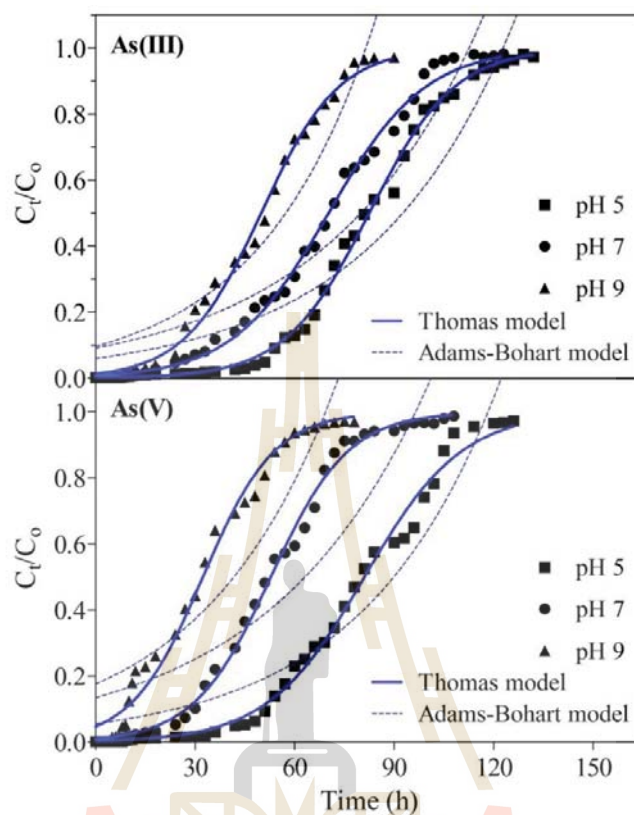 As(III)
1.0
0.8
0.6
0.4
0.2
0.0
Cₜ/Cₒ
pH 5
pH 7
pH 9
Thomas model
Adams-Bohart model
As(V)
1.0
0.8
0.6
0.4
0.2
0.0
Cₜ/Cₒ
pH 5
pH 7
pH 9
Thomas model
Adams-Bohart model
0 30 60 90 120 150
Time (h)